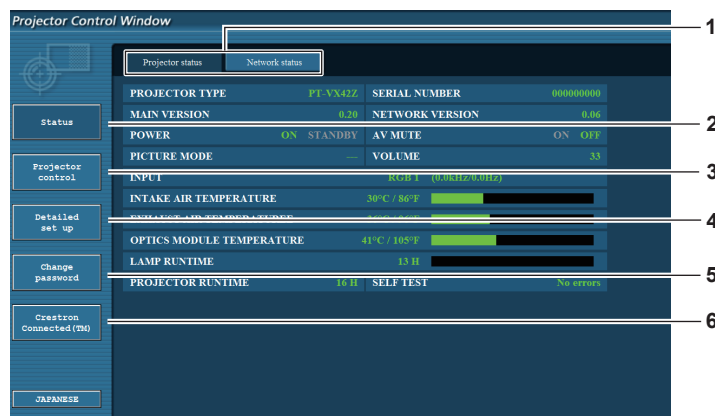 Projector Control Window
1
Projector status Network status
PROJECTOR TYPE PT-VX42Z SERIAL NUMBER 000000000
MAIN VERSION 0.20 NETWORK VERSION 0.06
Status
2
POWER ON STANDBY AV MUTE ON OFF
PICTURE MODE — VOLUME 33
Projector control
3
INPUT RGB 1 (0.0kHz/0.0Hz)
INTAKE AIR TEMPERATURE 30°C / 86°F
Detailed set up
4
OPTICS MODULE TEMPERATURE 41°C / 105°F
LAMP RUNTIME 13 H
Change password
5
PROJECTOR RUNTIME 16 H SELF TEST No errors
Crestron Connected(TM)
6
JAPANESE